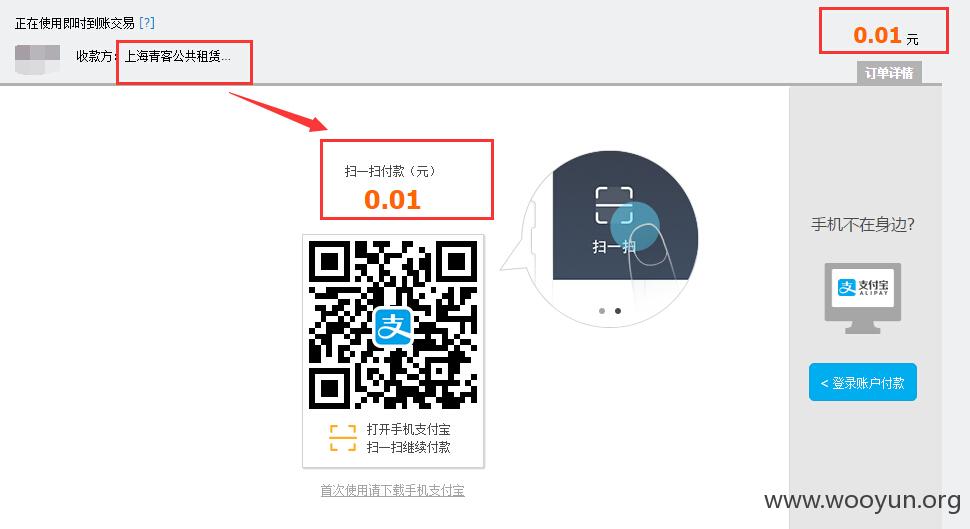 正在使用即时到账交易 [?]
收款方: 上海青客公共租赁...
0.01 元
订单详情
扫一扫付款（元）
0.01
扫一扫
支
打开手机支付宝
扫一扫继续付款
首次使用请下载手机支付宝
手机不在身边?
支 支付宝
ALIPAY
< 登录账户付款
www.wooyun.org